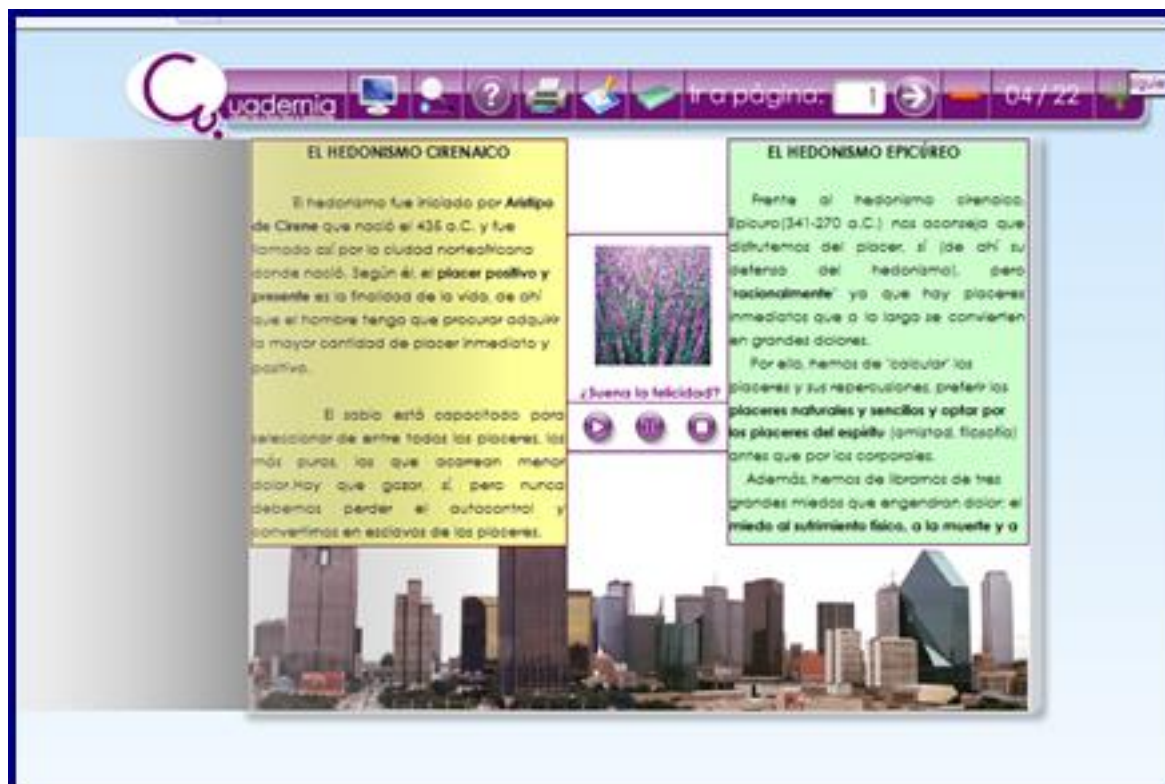 Cuadernia
Ir a página: 1
04/22
EL HEDONISMO CIRENAICO
El hedonismo fue iniciado por Aristipo
de Cirene que nació el 435 a.C. y fue
llamado así por la ciudad norteafricana
donde nació. Según él, el placer positivo y
presente es la finalidad de la vida, de ahí
que el hombre tenga que procurar adquirir
la mayor cantidad de placer inmediato y
positivo.
El sabio está capacitado para
seleccionar de entre todos los placeres, los
más puros, los que acarrean menor
dolor.Hay que gozar, sí, pero nunca
debemos perder el autocontrol y
convertirnos en esclavos de los placeres.
¿Suena la felicidad?
EL HEDONISMO EPICÚREO
Frente al hedonismo cirenaico,
Epicuro(341-270 a.C.) nos aconseja que
disfrutemos del placer, sí (de ahí su
defensa del hedonismo), pero
"racionalmente" ya que hay placeres
inmediatos que a la larga se convierten
en grandes dolores.
Por ello, hemos de "calcular" los
placeres y sus repercusiones, preferir los
placeres naturales y sencillos y optar por
los placeres del espíritu (amistad, filosofía)
antes que por los corporales.
Además, hemos de librarnos de tres
grandes miedos que engendran dolor: el
miedo al sufrimiento físico, a la muerte y a